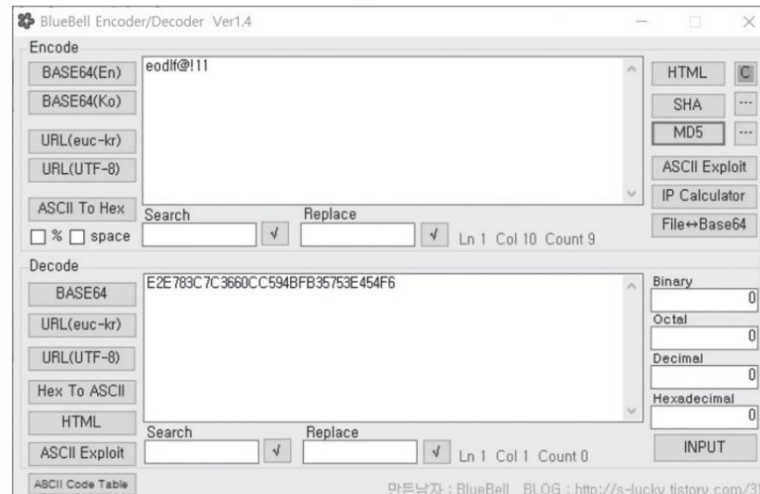 BlueBell Encoder/Decoder Ver1.4
Encode
BASE64(En)
BASE64(Ko)
URL(euc-kr)
URL(UTF-8)
ASCII To Hex
% space
eodlf@!11
Search
Replace
√
√
Ln 1 Col 10 Count 9
HTML
C
SHA
...
MD5
...
ASCII Exploit
IP Calculator
File↔Base64
Decode
BASE64
URL(euc-kr)
URL(UTF-8)
Hex To ASCII
HTML
ASCII Exploit
ASCII Code Table
E2E783C7C3660CC594BFB35753E454F6
Search
Replace
√
√
Ln 1 Col 1 Count 0
Binary
0
Octal
0
Decimal
0
Hexadecimal
0
INPUT
만든남자 : BlueBell BLOG : http://s-lucky.tistory.com/31